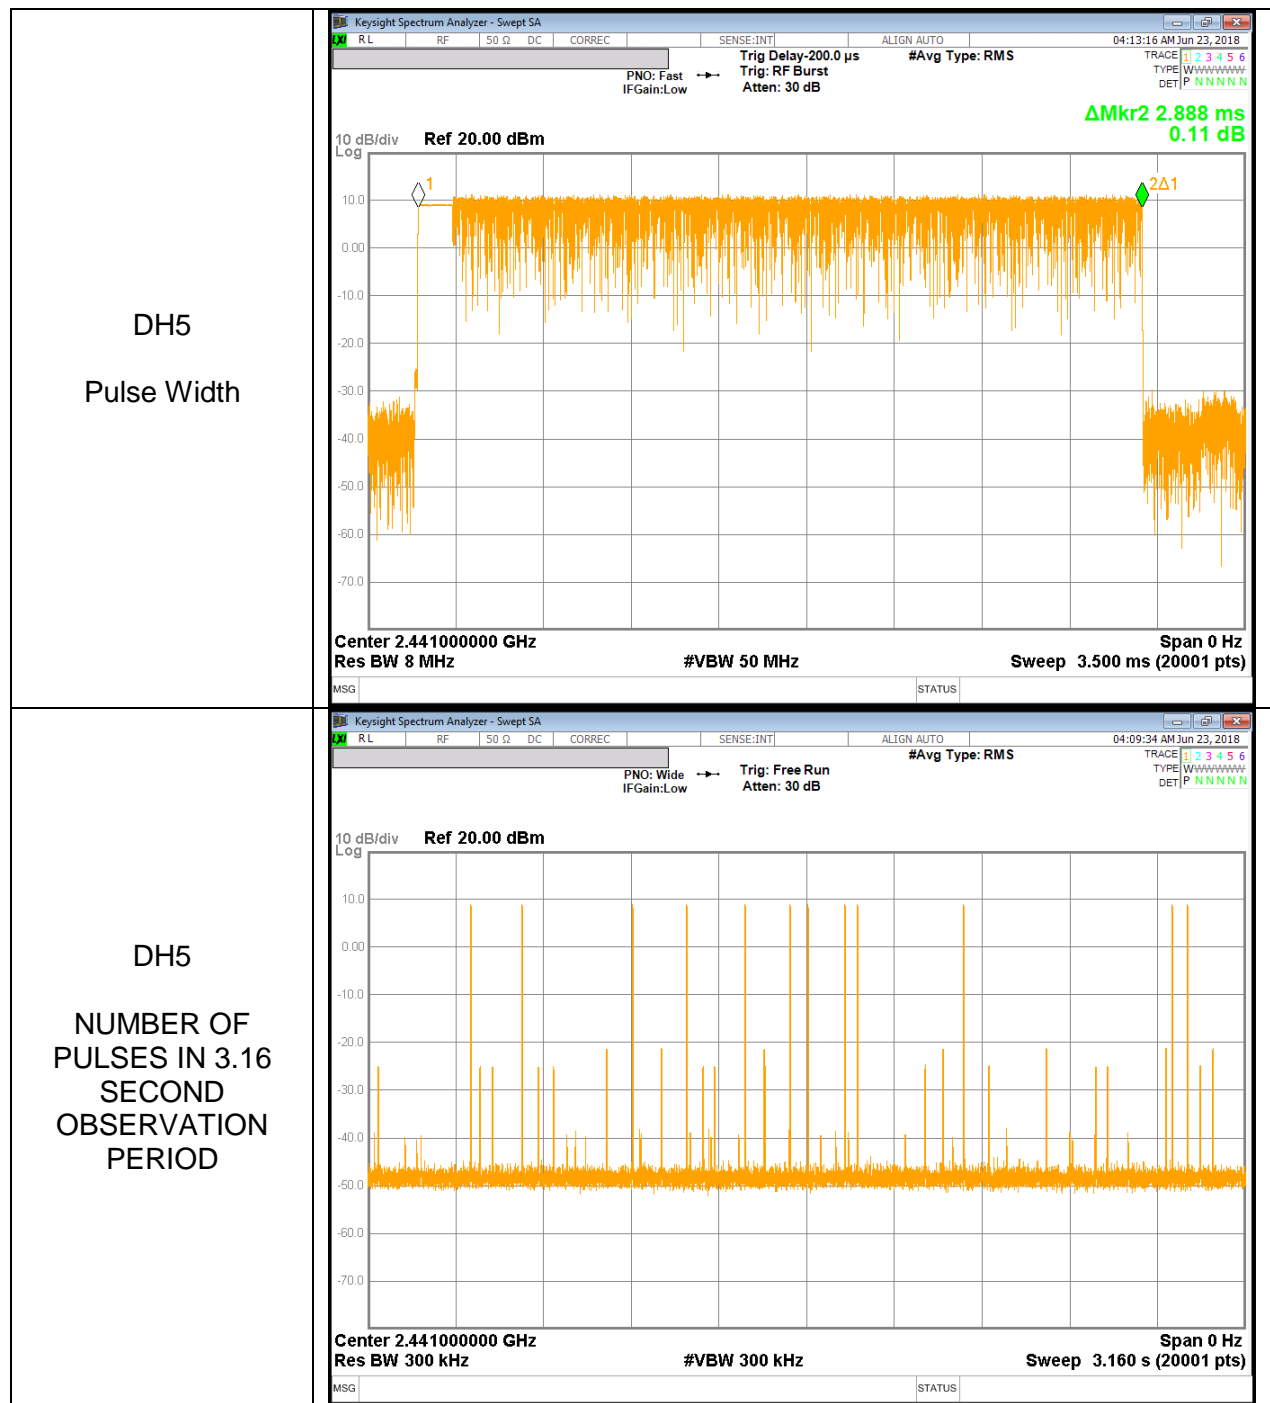 DH5
Pulse Width
Keysight Spectrum Analyzer - Swept SA
LXI RL RF 50 Ω DC CORREC SENSE:INT ALIGN AUTO 04:13:16 AM Jun 23, 2018
Trig Delay-200.0 µs #Avg Type: RMS TRACE 1 2 3 4 5 6
PNO: Fast Trig: RF Burst TYPE WWWWWW
IFGain:Low Atten: 30 dB DET P N N N N N
ΔMkr2 2.888 ms
0.11 dB
10 dB/div Ref 20.00 dBm
Log
1
2Δ1
10.0
0.00
-10.0
-20.0
-30.0
-40.0
-50.0
-60.0
-70.0
Center 2.441000000 GHz Span 0 Hz
Res BW 8 MHz #VBW 50 MHz Sweep 3.500 ms (20001 pts)
MSG STATUS
DH5
NUMBER OF
PULSES IN 3.16
SECOND
OBSERVATION
PERIOD
Keysight Spectrum Analyzer - Swept SA
LXI RL RF 50 Ω DC CORREC SENSE:INT ALIGN AUTO 04:09:34 AM Jun 23, 2018
#Avg Type: RMS TRACE 1 2 3 4 5 6
PNO: Wide Trig: Free Run TYPE WWWWWW
IFGain:Low Atten: 30 dB DET P N N N N N
10 dB/div Ref 20.00 dBm
Log
10.0
0.00
-10.0
-20.0
-30.0
-40.0
-50.0
-60.0
-70.0
Center 2.441000000 GHz Span 0 Hz
Res BW 300 kHz #VBW 300 kHz Sweep 3.160 s (20001 pts)
MSG STATUS